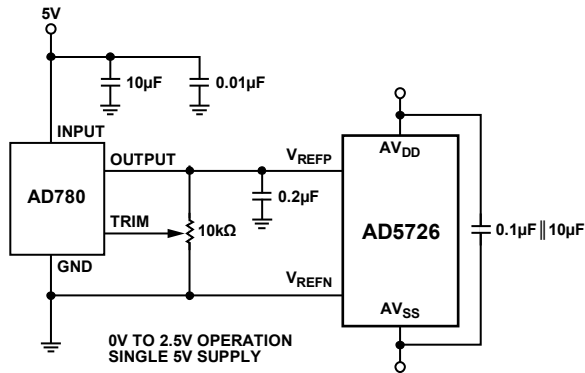 5V
10µF
0.01µF
INPUT
OUTPUT
VREFP
AVDD
AD780
0.2µF
TRIM
10kΩ
AD5726
0.1µF || 10µF
GND
VREFN
AVSS
0V TO 2.5V OPERATION
SINGLE 5V SUPPLY